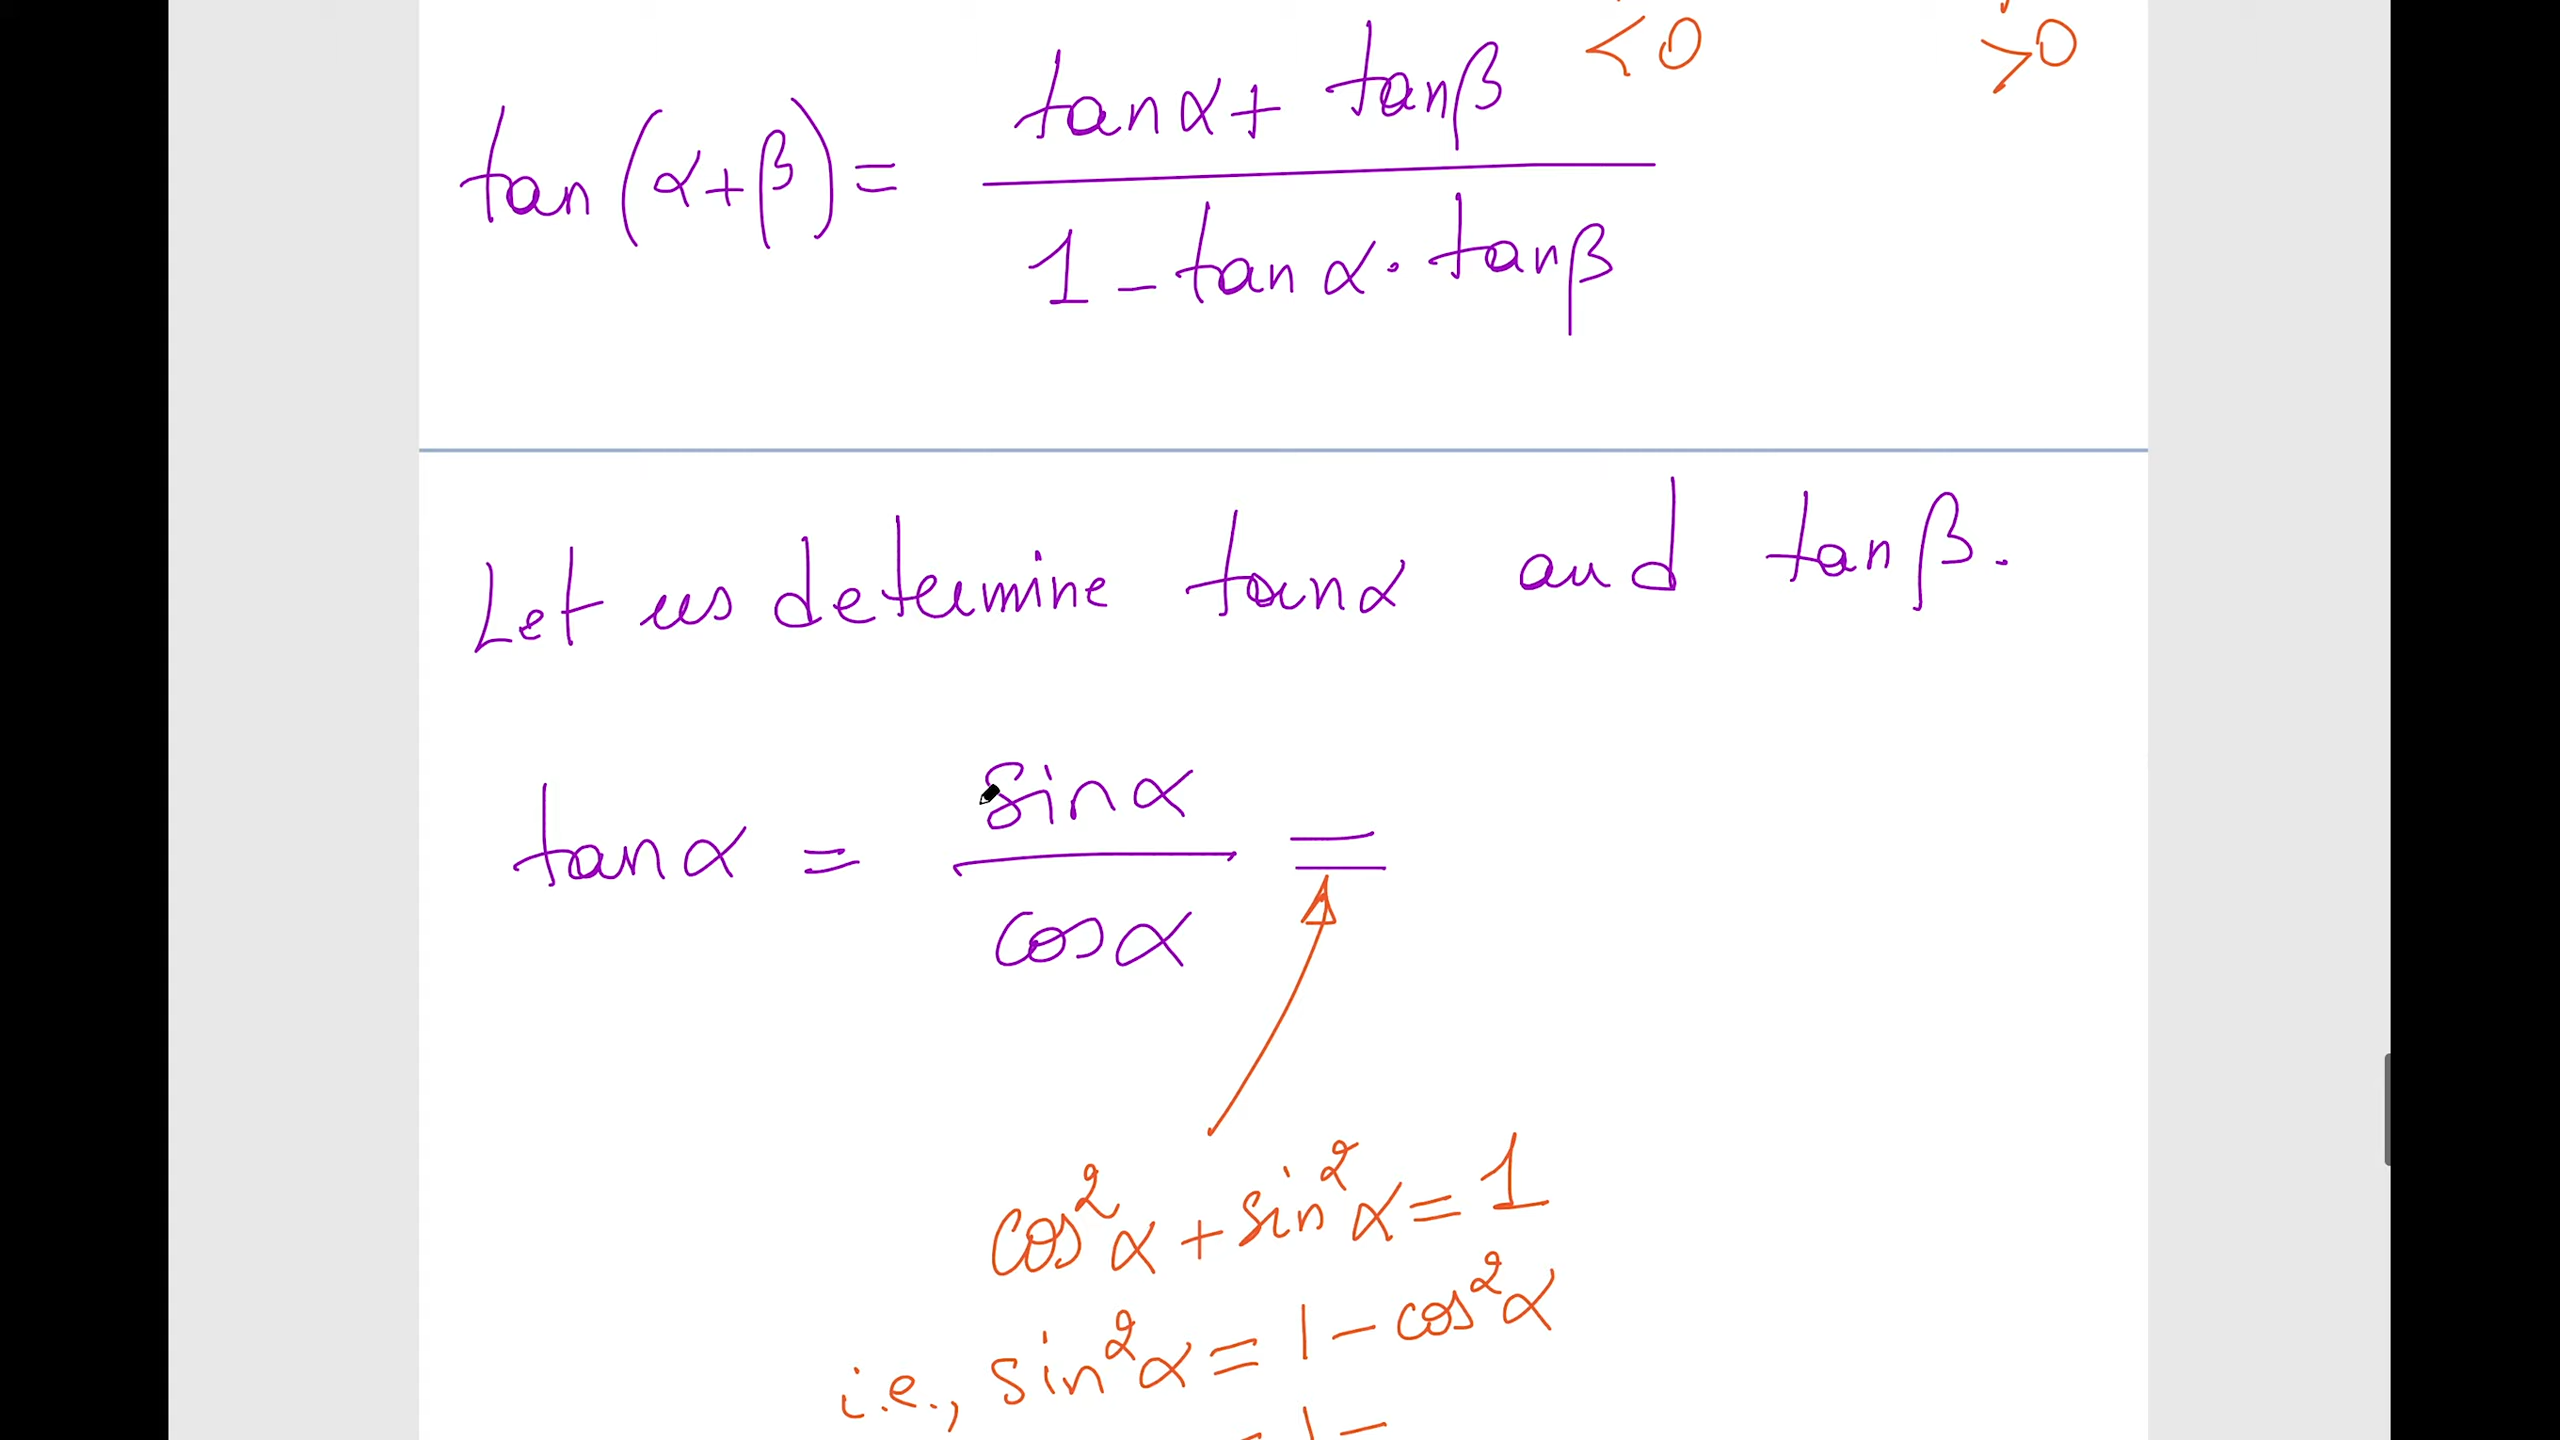 <0 >0
tan(α+β)= (tanα+ tanβ)/(1-tanα·tanβ)
Let us determine tanα and tanβ.
tanα = sinα/cosα =
cos²α+sin²α=1
i.e., sin²α=1-cos²α
=1-